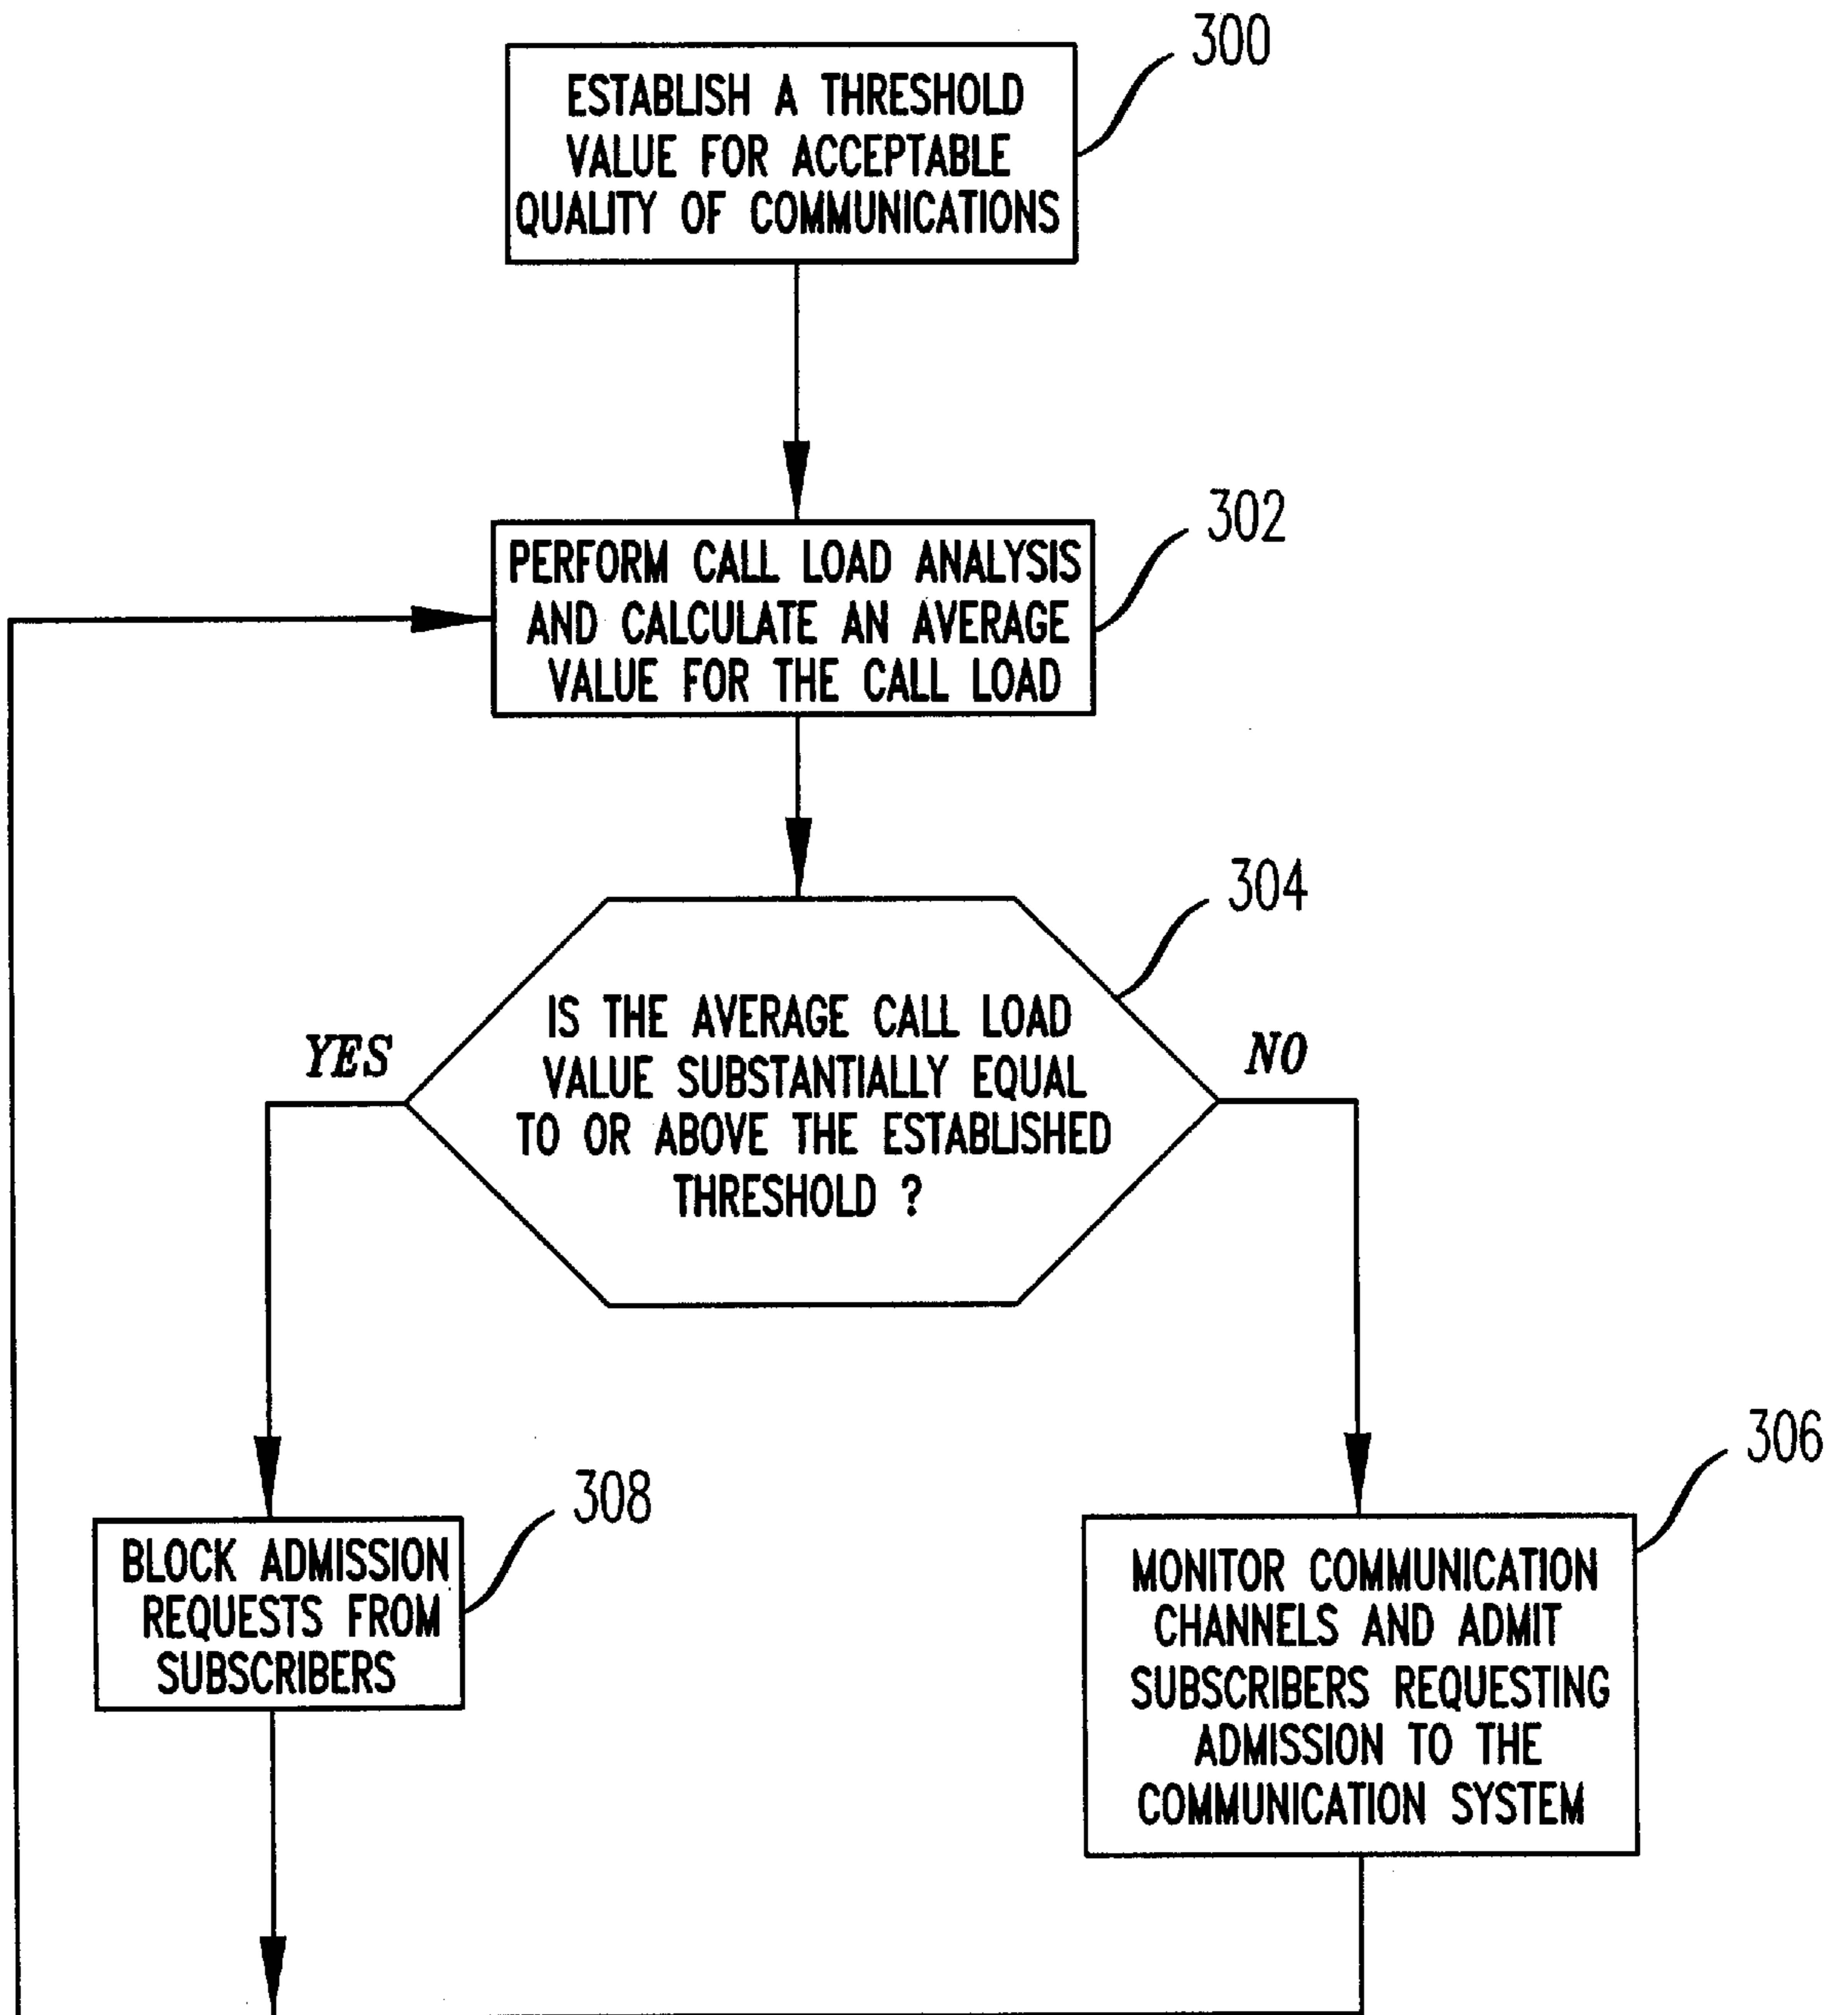 300
ESTABLISH A THRESHOLD
VALUE FOR ACCEPTABLE
QUALITY OF COMMUNICATIONS
302
PERFORM CALL LOAD ANALYSIS
AND CALCULATE AN AVERAGE
VALUE FOR THE CALL LOAD
304
IS THE AVERAGE CALL LOAD
VALUE SUBSTANTIALLY EQUAL
TO OR ABOVE THE ESTABLISHED
THRESHOLD ?
YES
NO
308
BLOCK ADMISSION
REQUESTS FROM
SUBSCRIBERS
306
MONITOR COMMUNICATION
CHANNELS AND ADMIT
SUBSCRIBERS REQUESTING
ADMISSION TO THE
COMMUNICATION SYSTEM